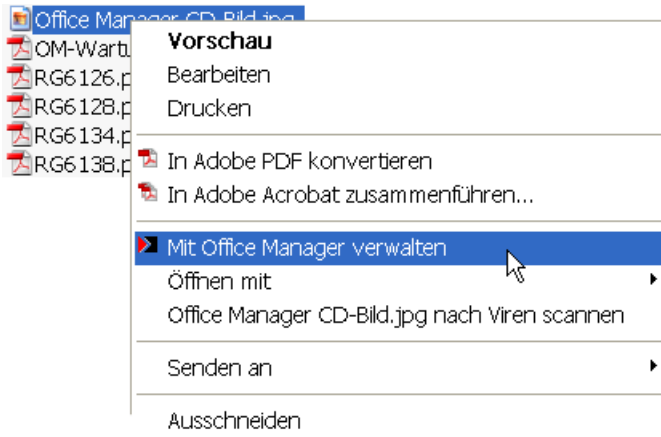 Office Manager CD-Bild.jpg
OM-Wartu
RG6126.p
RG6128.p
RG6134.p
RG6138.p
Vorschau
Bearbeiten
Drucken
In Adobe PDF konvertieren
In Adobe Acrobat zusammenführen...
Mit Office Manager verwalten
Öffnen mit
Office Manager CD-Bild.jpg nach Viren scannen
Senden an
Ausschneiden